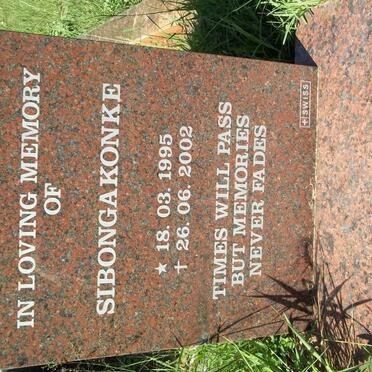 IN LOVING MEMORY
OF
SIBONGAKONKE
★ 18. 03. 1995
† 26. 06. 2002
TIMES WILL PASS
BUT MEMORIES
NEVER FADES
+SWISS